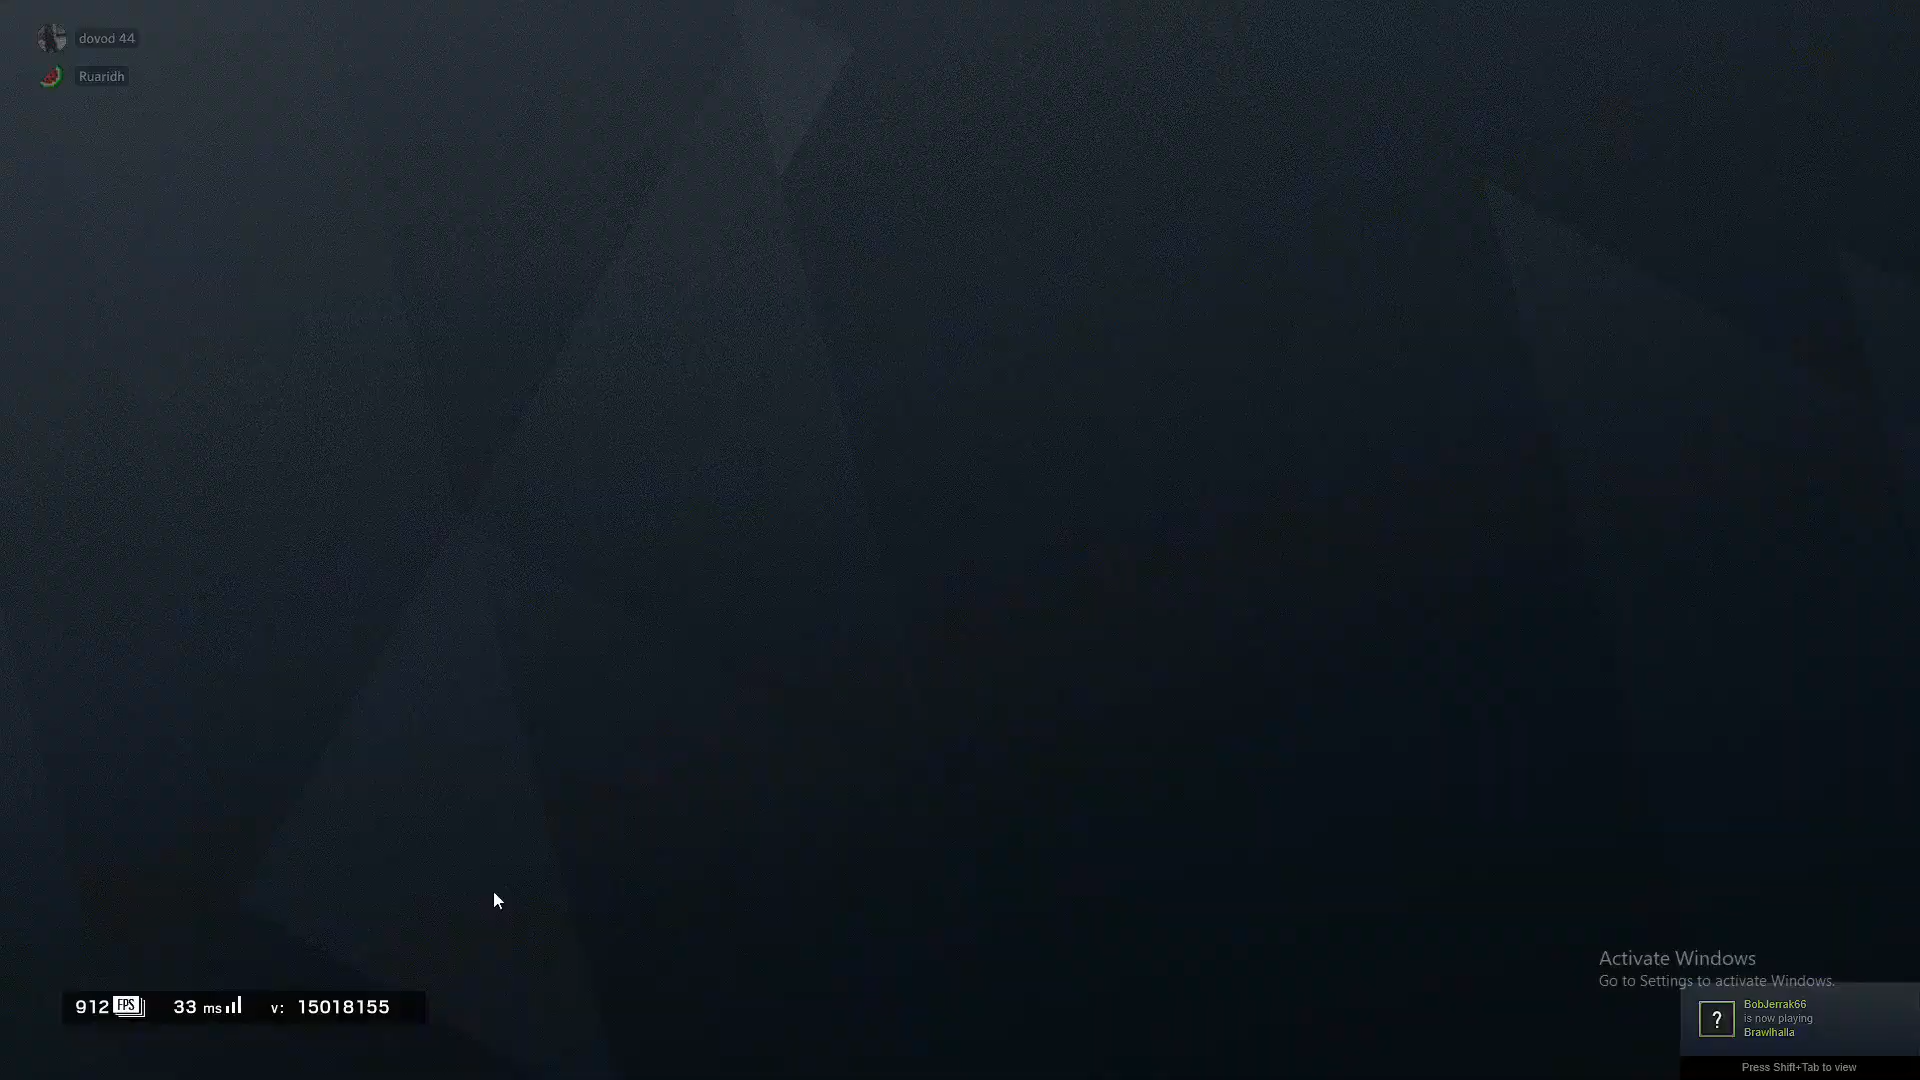 dovod 44
Ruaridh
912 FPS 33 ms v: 15018155
Activate Windows
Go to Settings to activate Windows.
?
BobJerrak66
is now playing
Brawlhalla
Press Shift+Tab to view